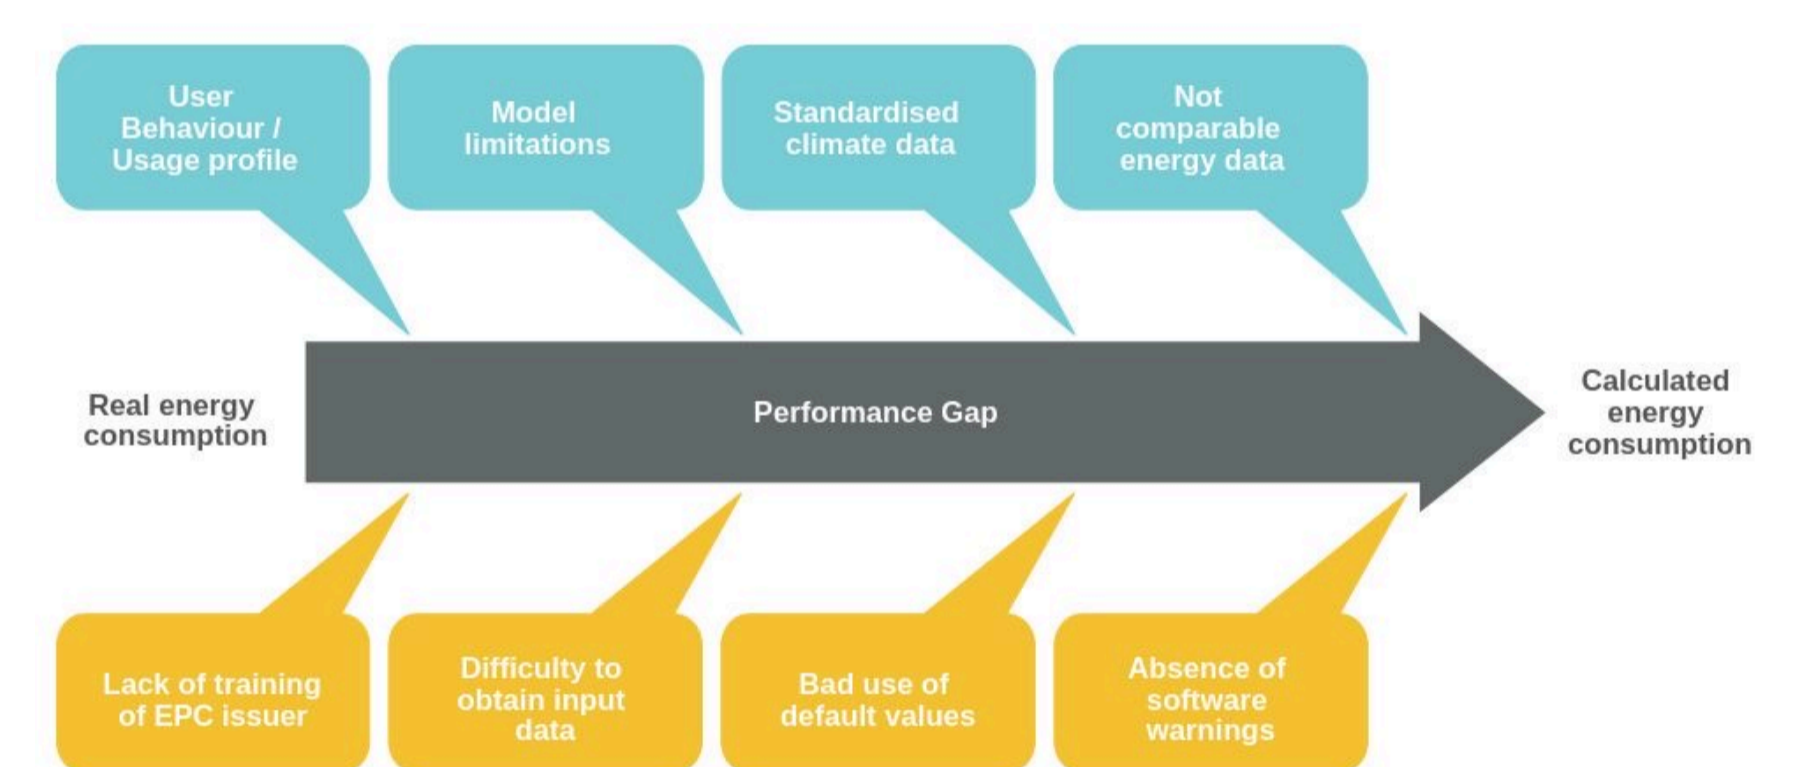 User
Behaviour /
Usage profile
Model
limitations
Standardised
climate data
Not
comparable
energy data
Real energy
consumption
Performance Gap
Calculated
energy
consumption
Lack of training
of EPC issuer
Difficulty to
obtain input
data
Bad use of
default values
Absence of
software
warnings